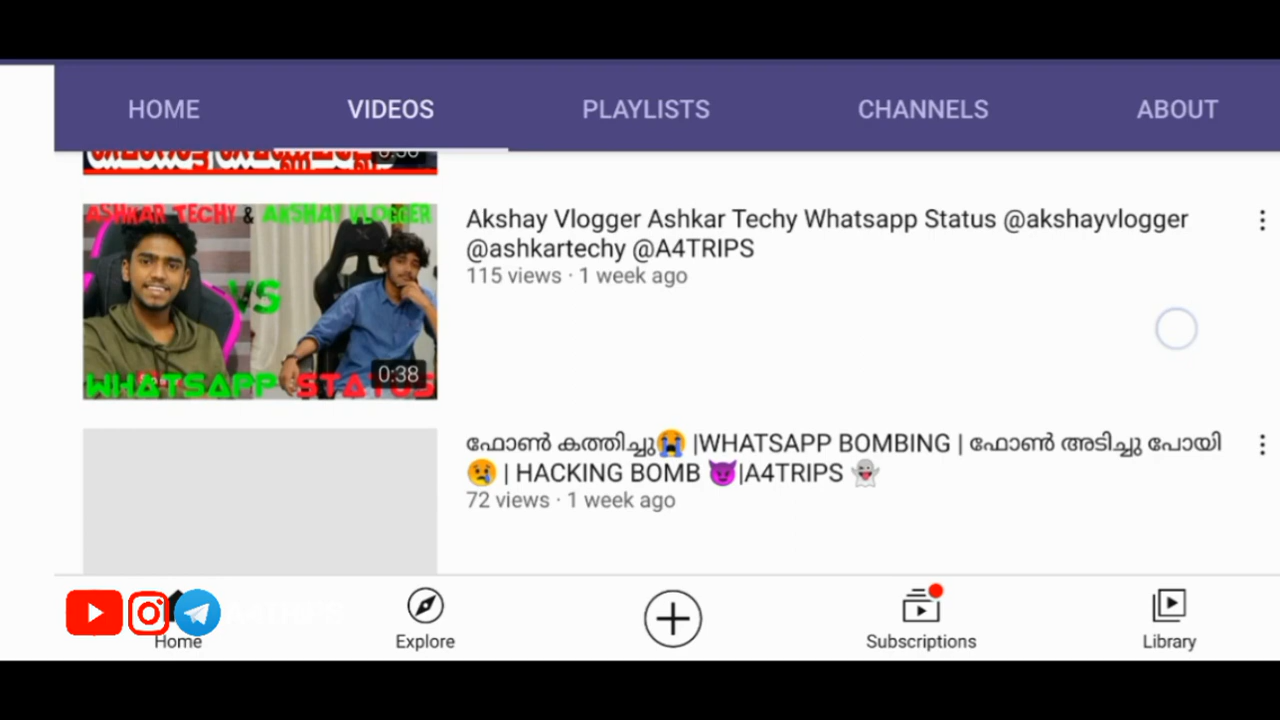 HOME VIDEOS PLAYLISTS CHANNELS ABOUT
ASHKAR TECHY & AKSHAY VLOGGER
VS
WHATSAPP STATUS
0:38
Akshay Vlogger Ashkar Techy Whatsapp Status @akshayvlogger
@ashkartechy @A4TRIPS
115 views · 1 week ago
ഫോൺ കത്തിച്ചു😭 |WHATSAPP BOMBING | ഫോൺ അടിച്ചു പോയി
😢 | HACKING BOMB 😈|A4TRIPS 👻
72 views · 1 week ago
Home Explore Subscriptions Library